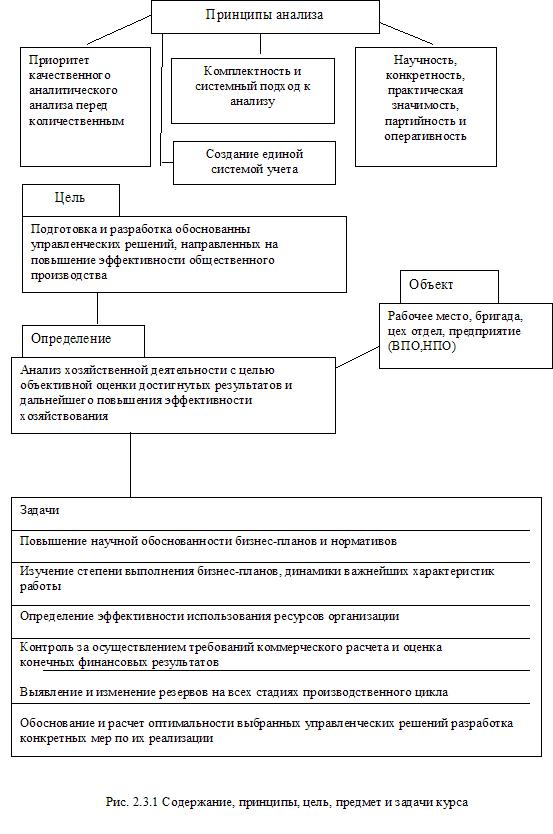 Принципы анализа
Приоритет
качественного
аналитического
анализа перед
количественным
Комплектность и
системный подход к
анализу
Научность,
конкретность,
практическая
значимость,
партийность и
оперативность
Создание единой
системой учета
Цель
Подготовка и разработка обоснованны
управленческих решений, направленных на
повышение эффективности общественного
производства
Объект
Рабочее место, бригада,
цех отдел, предприятие
(ВПО,НПО)
Определение
Анализ хозяйственной деятельности с целью
объективной оценки достигнутых результатов и
дальнейшего повышения эффективности
хозяйствования
Задачи
Повышение научной обоснованности бизнес-планов и нормативов
Изучение степени выполнения бизнес-планов, динамики важнейших характеристик
работы
Определение эффективности использования ресурсов организации
Контроль за осуществлением требований коммерческого расчета и оценка
конечных финансовых результатов
Выявление и изменение резервов на всех стадиях производственного цикла
Обоснование и расчет оптимальности выбранных управленческих решений разработка
конкретных мер по их реализации
Рис. 2.3.1 Содержание, принципы, цель, предмет и задачи курса